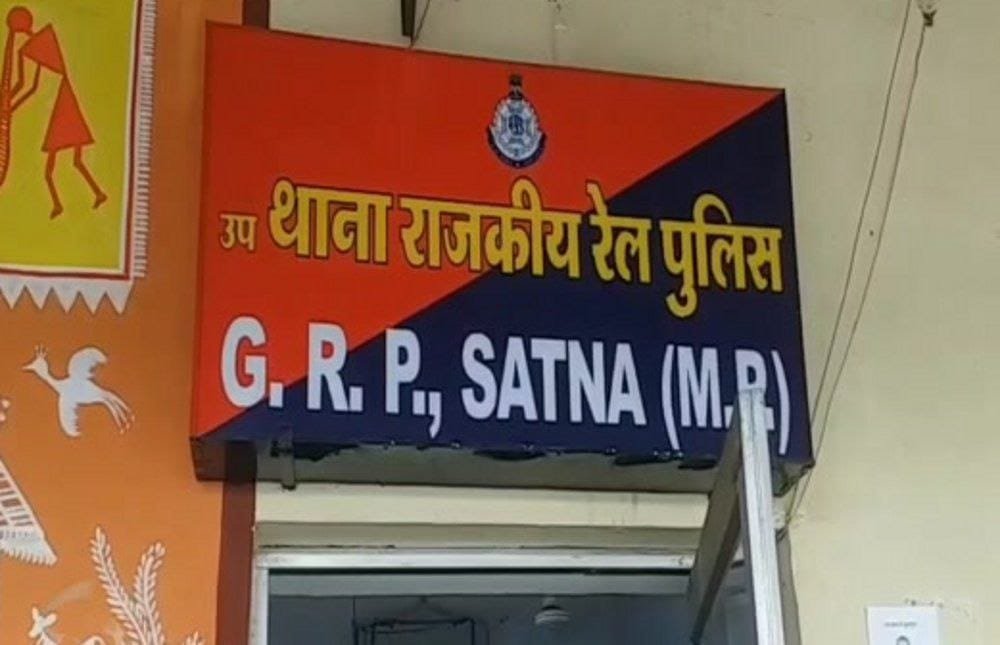 उप थाना राजकीय रेल पुलिस
G. R. P., SATNA (M.P.)